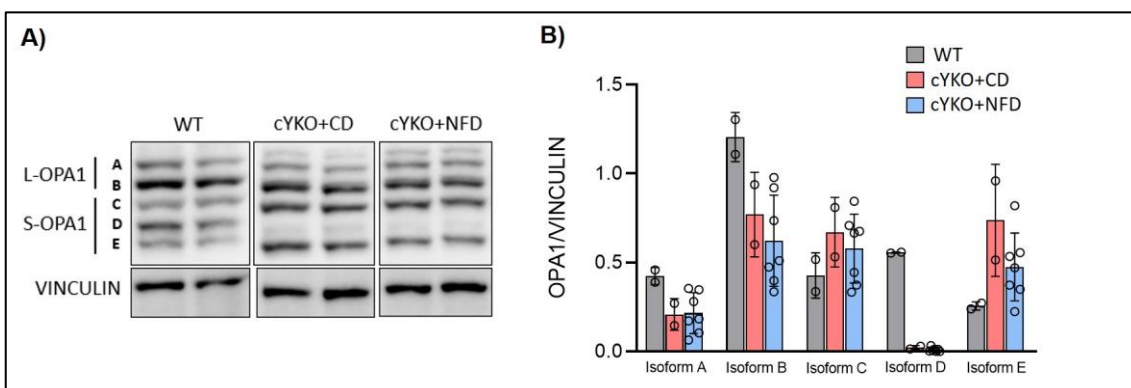 A)
WT cYKO+CD cYKO+NFD
L-OPA1
S-OPA1
A
B
C
D
E
VINCULIN
B)
WT
cYKO+CD
cYKO+NFD
OPA1/VINCULIN
1.5
1.0
0.5
0.0
Isoform A Isoform B Isoform C Isoform D Isoform E